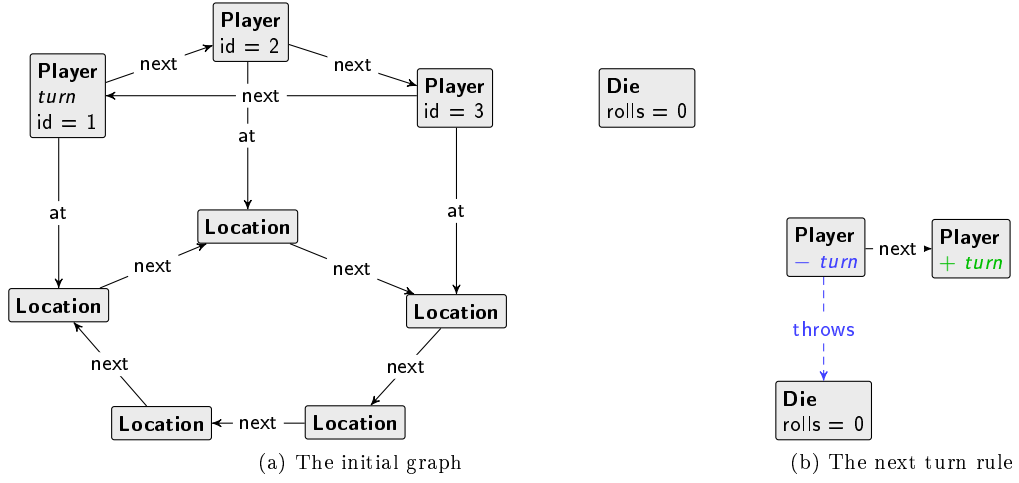 Player
id = 2
Player
turn
id = 1
next
next
Player
id = 3
next
Die
rolls = 0
at
at
at
Location
next
next
Location
Location
next
next
Location
next
Location
(a) The initial graph
Player
− turn
next
Player
+ turn
throws
Die
rolls = 0
(b) The next turn rule